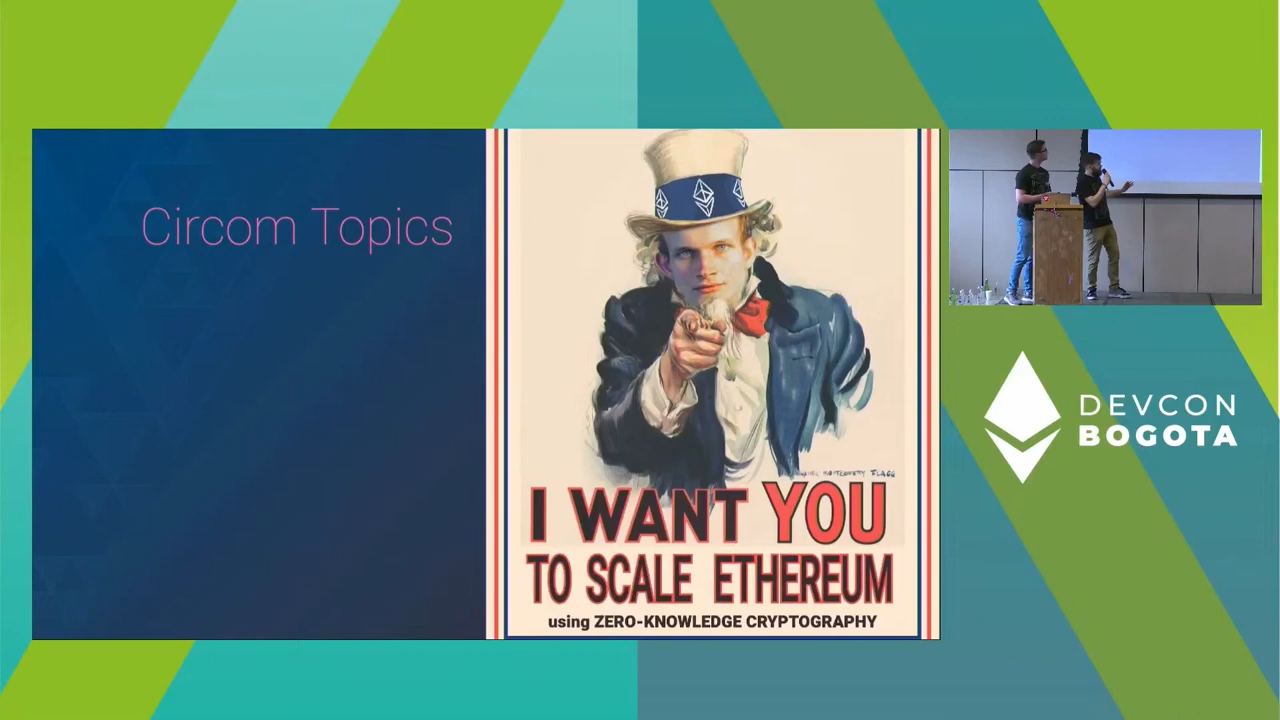 Circom Topics
I WANT YOU
TO SCALE ETHEREUM
using ZERO-KNOWLEDGE CRYPTOGRAPHY
DEVCON
BOGOTA